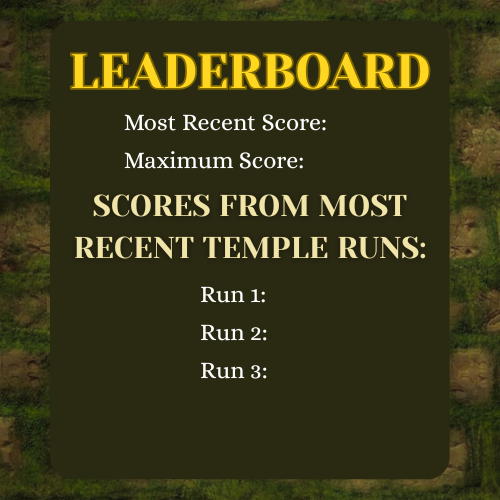 LEADERBOARD
Most Recent Score:
Maximum Score:
SCORES FROM MOST
RECENT TEMPLE RUNS:
Run 1:
Run 2:
Run 3: